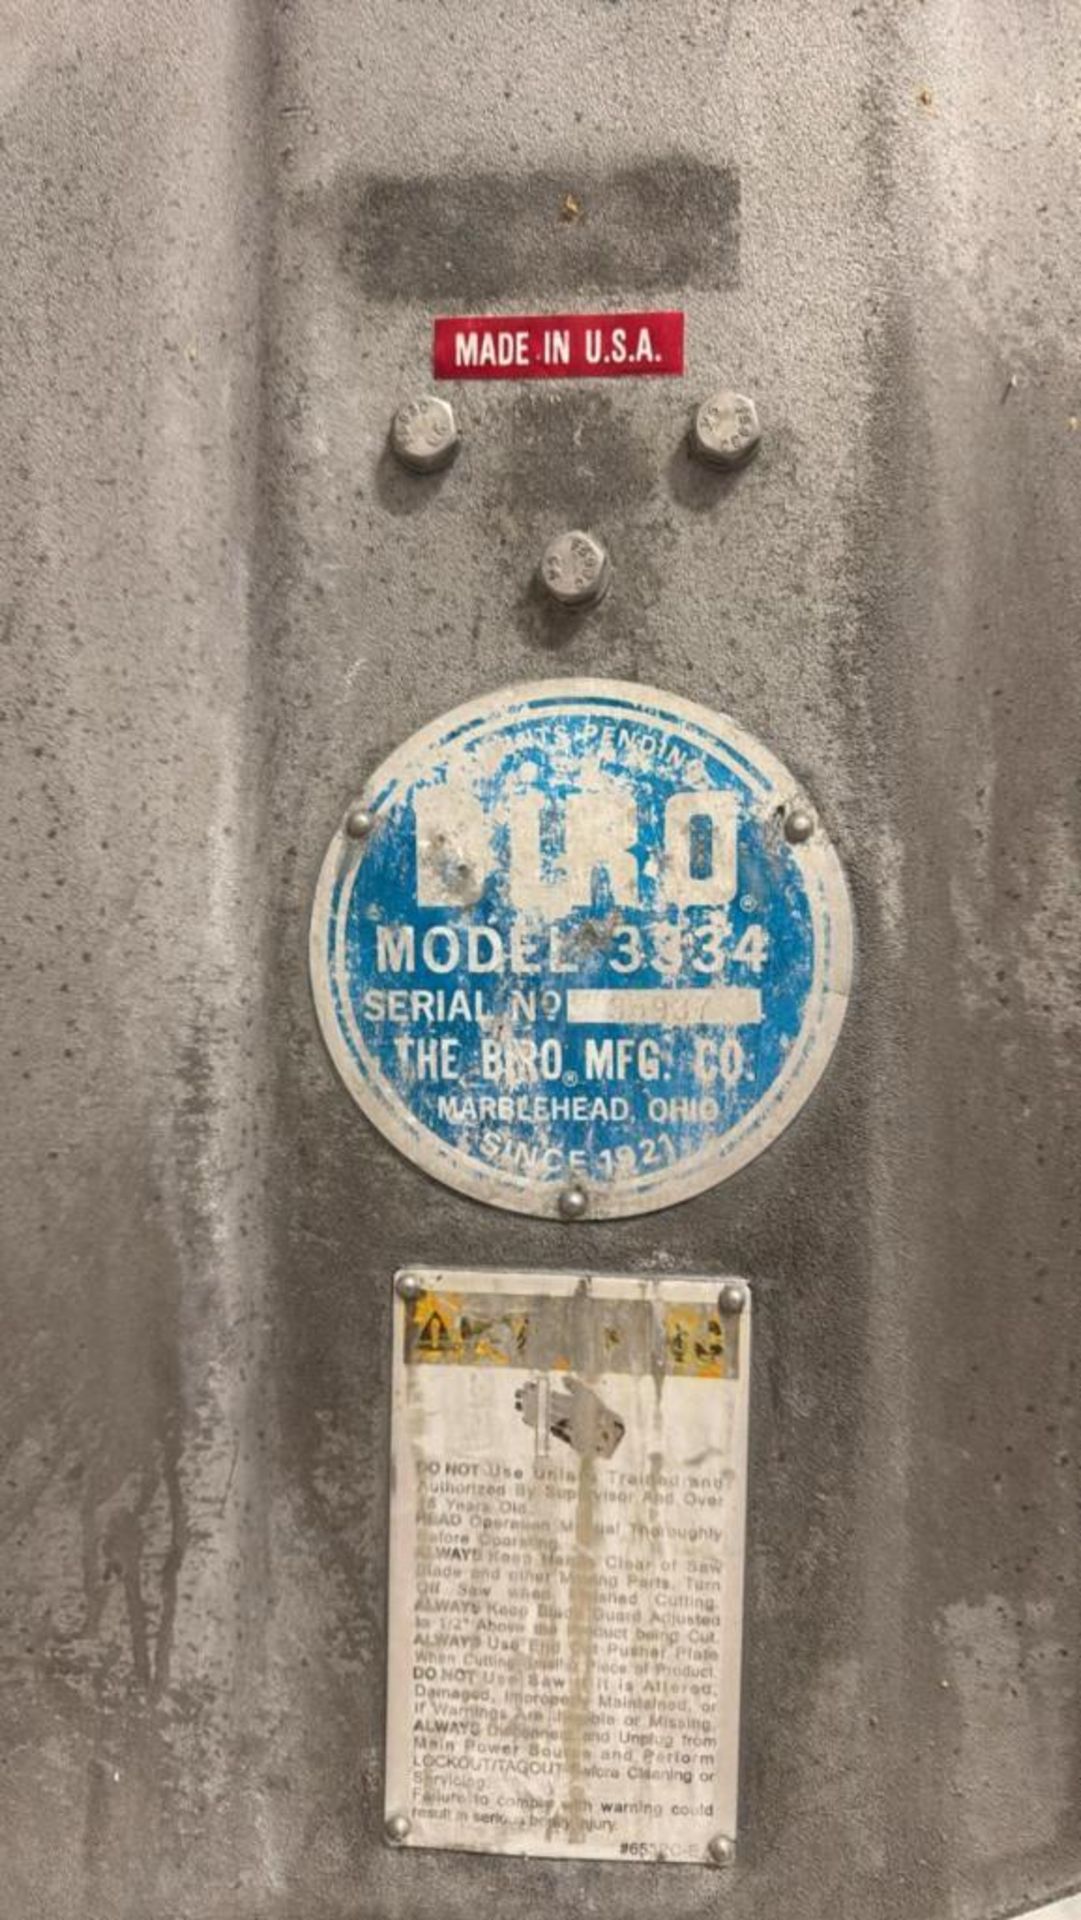 MADE IN U.S.A.
PENDING
BIRO®
MODEL 3334
SERIAL Nº
THE BIRO® MFG. CO.
MARBLEHEAD, OHIO
SINCE 1921
DO NOT Use Unless Trained and
Authorized By Supervisor And Over
18 Years Old.
READ Operation Manual Thoroughly
Before Operating.
ALWAYS Keep Hands Clear of Saw
Blade and other Moving Parts. Turn
Off Saw when Finished Cutting.
ALWAYS Keep Blade Guard Adjusted
to 1/2" Above the Product being Cut.
ALWAYS Use End Cut Pusher Plate
When Cutting Smaller Piece of Product.
DO NOT Use Saw if it is Altered,
Damaged, Improperly Maintained, or
if Warnings Are or Missing.
ALWAYS Disconnect and Unplug from
Main Power Source and Perform
LOCKOUT/TAGOUT Before Cleaning or
Servicing.
Failure to comply with warning could
result in serious bodily injury.